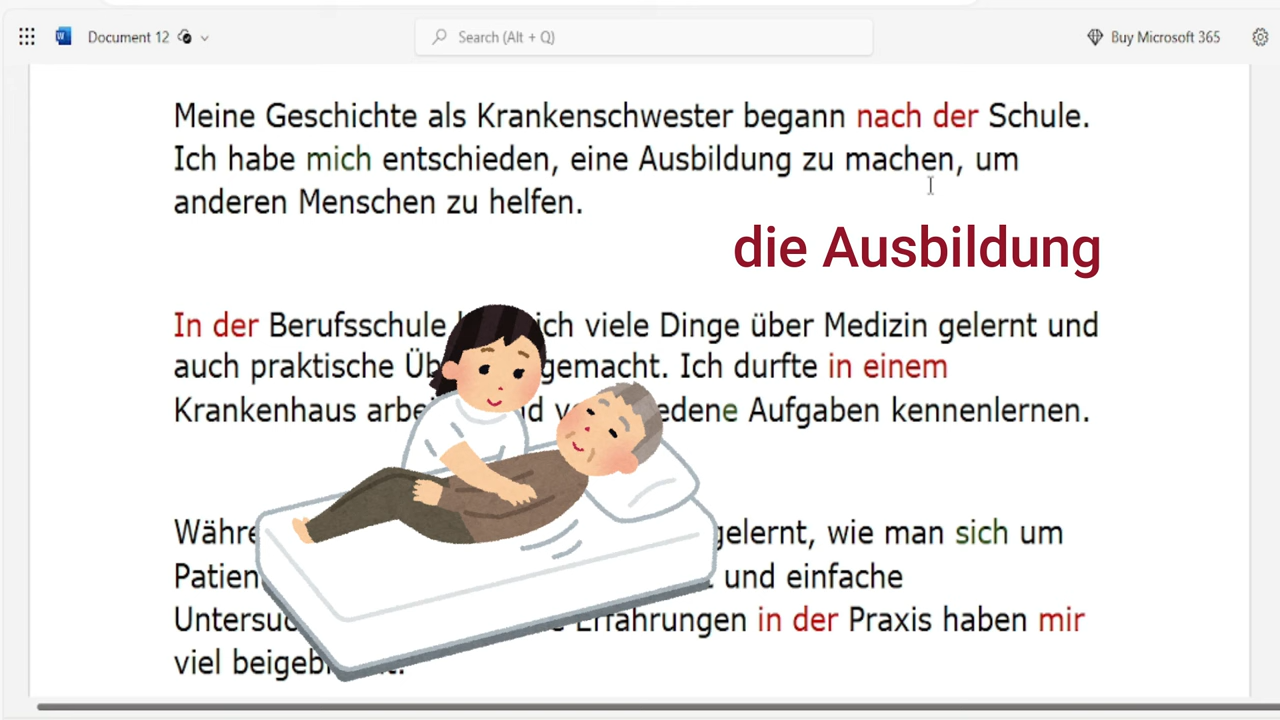 Document 12
Search (Alt + Q)
Buy Microsoft 365
Meine Geschichte als Krankenschwester begann nach der Schule.
Ich habe mich entschieden, eine Ausbildung zu machen, um
anderen Menschen zu helfen.
die Ausbildung
In der Berufsschule ich viele Dinge über Medizin gelernt und
auch praktische gemacht. Ich durfte in einem
Krankenhaus Aufgaben kennenlernen.
gelernt, wie man sich um
und einfache
Erfahrungen in der Praxis haben mir
viel